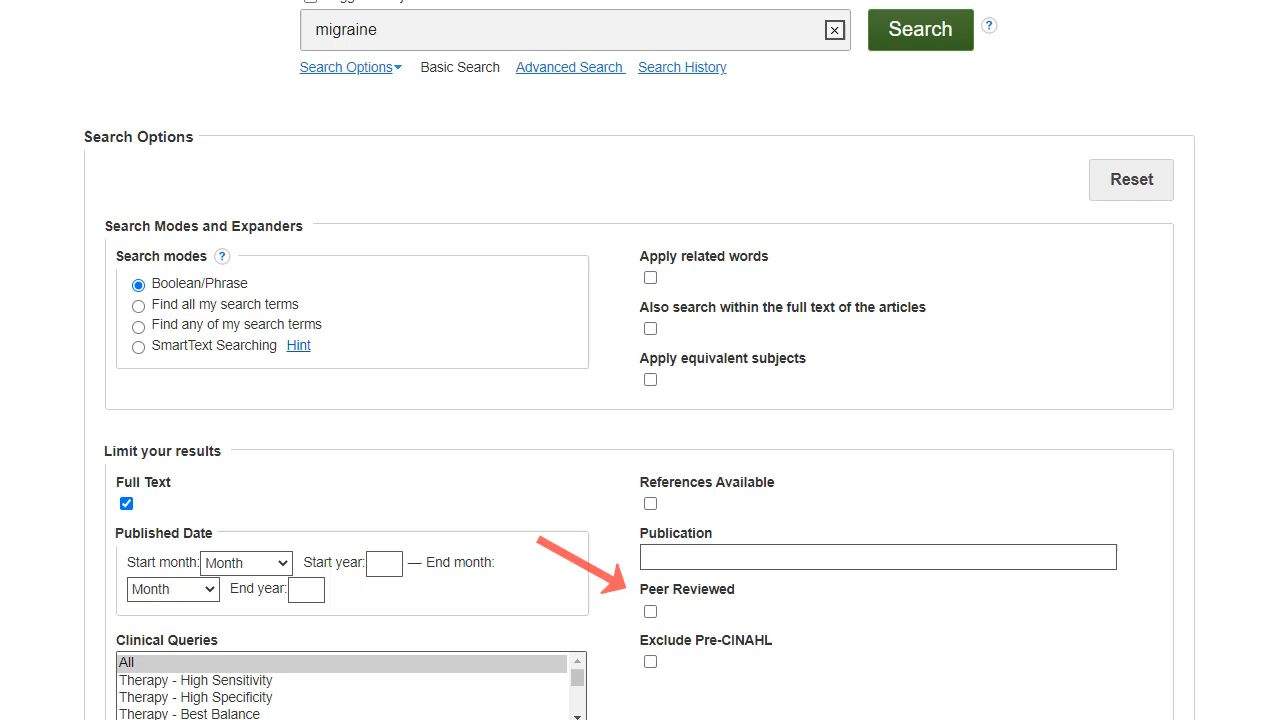 migraine
Search
?
Search Options Basic Search Advanced Search Search History
Search Options
Reset
Search Modes and Expanders
Search modes ?
Boolean/Phrase
Find all my search terms
Find any of my search terms
SmartText Searching Hint
Apply related words
Also search within the full text of the articles
Apply equivalent subjects
Limit your results
Full Text
Published Date
Start month: Month Start year: — End month:
Month End year:
Clinical Queries
All
Therapy - High Sensitivity
Therapy - High Specificity
Therapy - Best Balance
References Available
Publication
Peer Reviewed
Exclude Pre-CINAHL